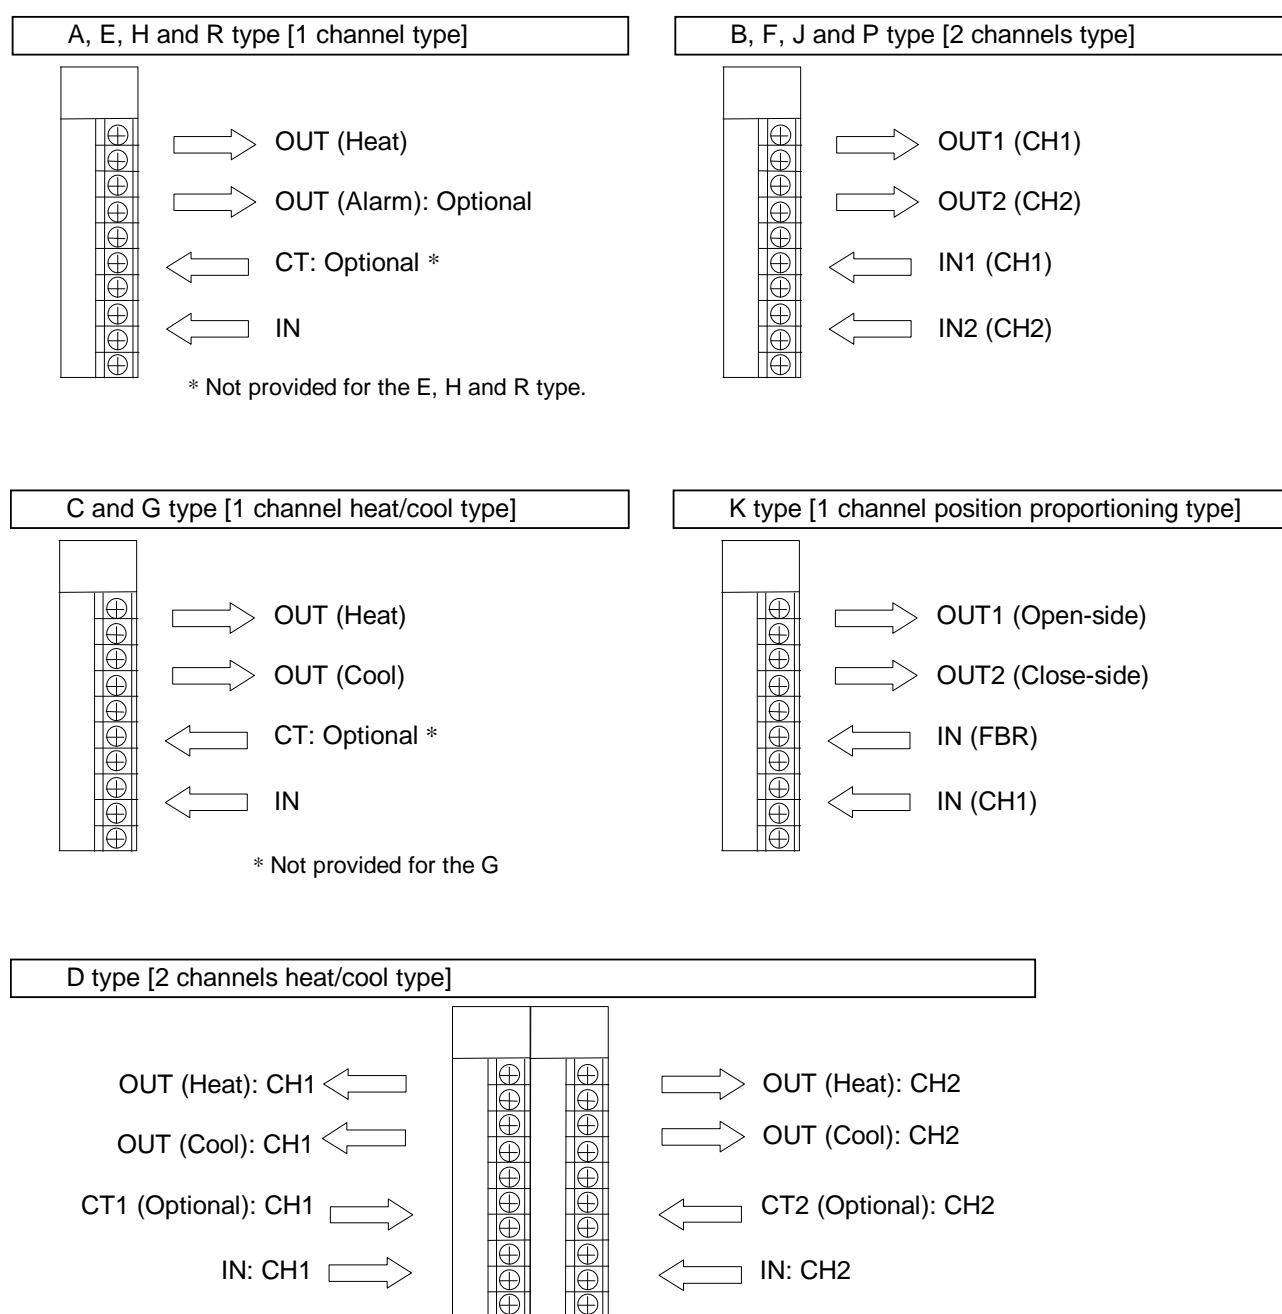 A, E, H and R type [1 channel type]
OUT (Heat)
OUT (Alarm): Optional
CT: Optional *
IN
* Not provided for the E, H and R type.
B, F, J and P type [2 channels type]
OUT1 (CH1)
OUT2 (CH2)
IN1 (CH1)
IN2 (CH2)
C and G type [1 channel heat/cool type]
OUT (Heat)
OUT (Cool)
CT: Optional *
IN
* Not provided for the G
K type [1 channel position proportioning type]
OUT1 (Open-side)
OUT2 (Close-side)
IN (FBR)
IN (CH1)
D type [2 channels heat/cool type]
OUT (Heat): CH1
OUT (Cool): CH1
CT1 (Optional): CH1
IN: CH1
OUT (Heat): CH2
OUT (Cool): CH2
CT2 (Optional): CH2
IN: CH2